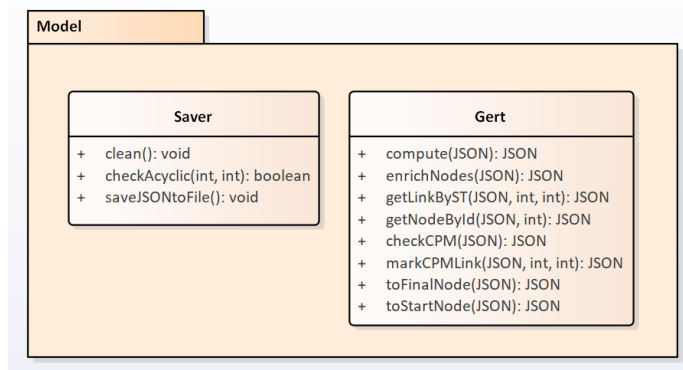 Model
Saver
+ clean(): void
+ checkAcyclic(int, int): boolean
+ saveJSONtoFile(): void
Gert
+ compute(JSON): JSON
+ enrichNodes(JSON): JSON
+ getLinkByST(JSON, int, int): JSON
+ getNodeById(JSON, int): JSON
+ checkCPM(JSON): JSON
+ markCPMLink(JSON, int, int): JSON
+ toFinalNode(JSON): JSON
+ toStartNode(JSON): JSON